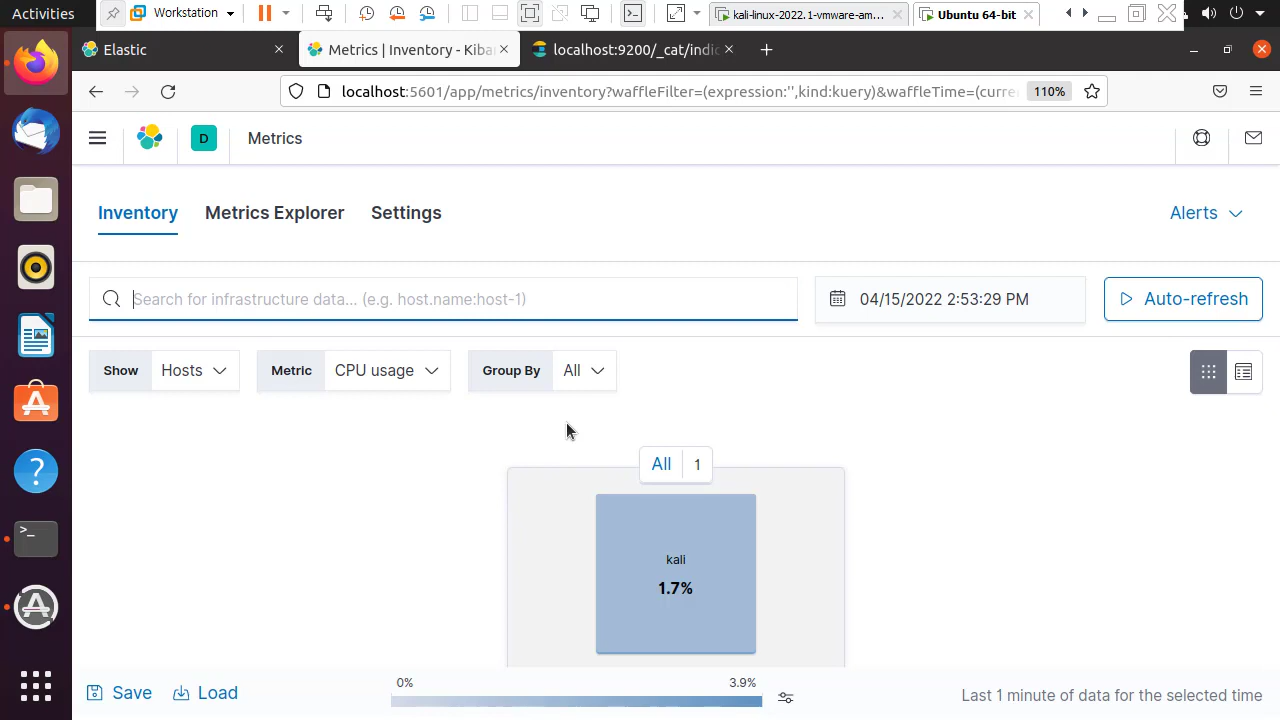 Activities
Workstation
kali-linux-2022.1-vmware-am...
Ubuntu 64-bit
Elastic
Metrics | Inventory - Kiba
localhost:9200/_cat/indic
localhost:5601/app/metrics/inventory?waffleFilter=(expression:'',kind:kuery)&waffleTime=(curre
110%
D
Metrics
Inventory
Metrics Explorer
Settings
Alerts
Search for infrastructure data... (e.g. host.name:host-1)
04/15/2022 2:53:29 PM
Auto-refresh
Show
Hosts
Metric
CPU usage
Group By
All
All
1
kali
1.7%
Save
Load
0%
3.9%
Last 1 minute of data for the selected time